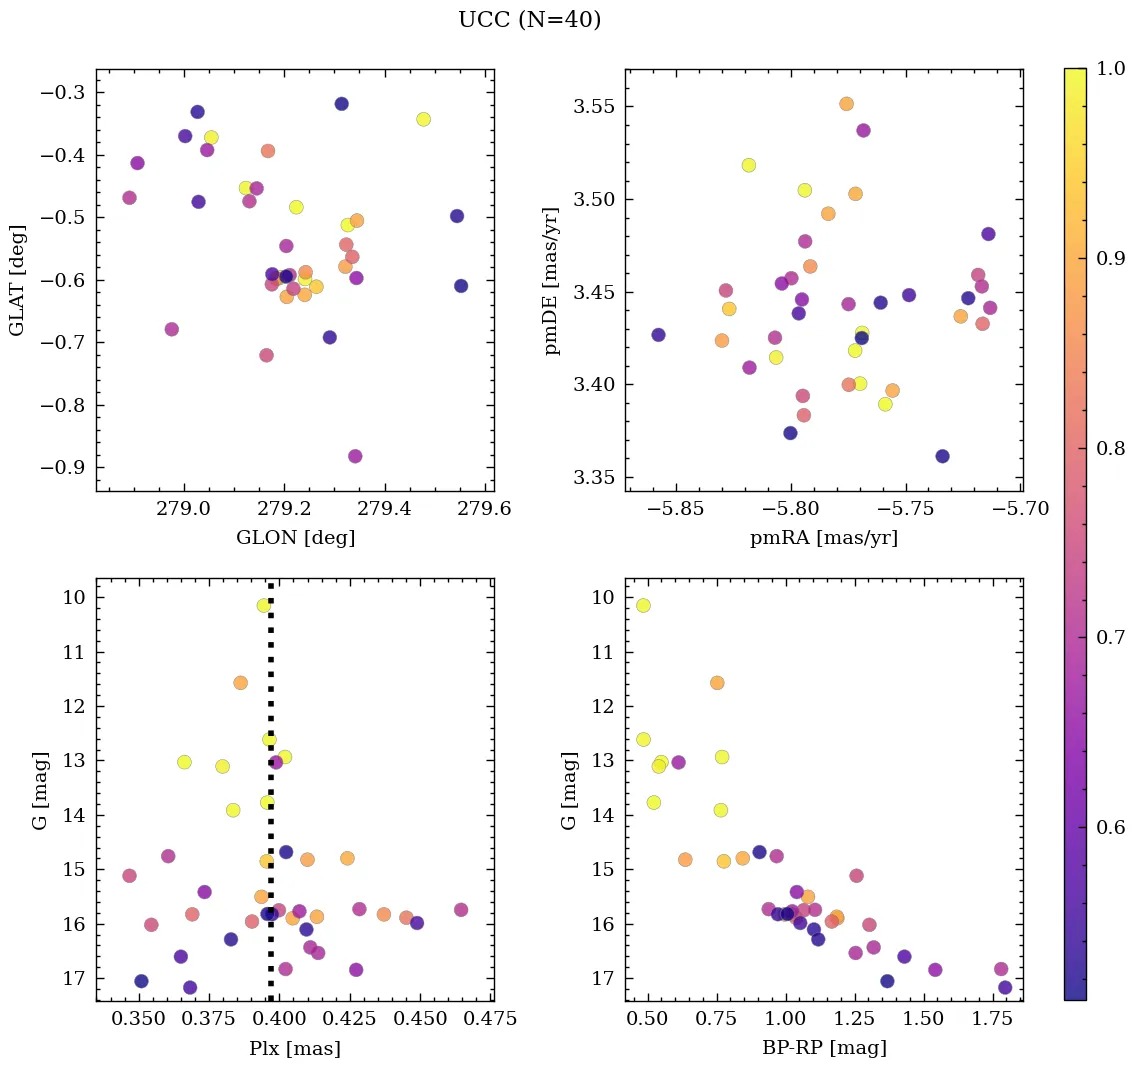 UCC (N=40)
−0.3
−0.4
−0.5
−0.6
−0.7
−0.8
−0.9
GLAT [deg]
279.0 279.2 279.4 279.6
GLON [deg]
3.55
3.50
3.45
3.40
3.35
pmDE [mas/yr]
−5.85 −5.80 −5.75 −5.70
pmRA [mas/yr]
10
11
12
13
14
15
16
17
G [mag]
0.350 0.375 0.400 0.425 0.450 0.475
Plx [mas]
10
11
12
13
14
15
16
17
G [mag]
0.50 0.75 1.00 1.25 1.50 1.75
BP-RP [mag]
1.0
0.9
0.8
0.7
0.6